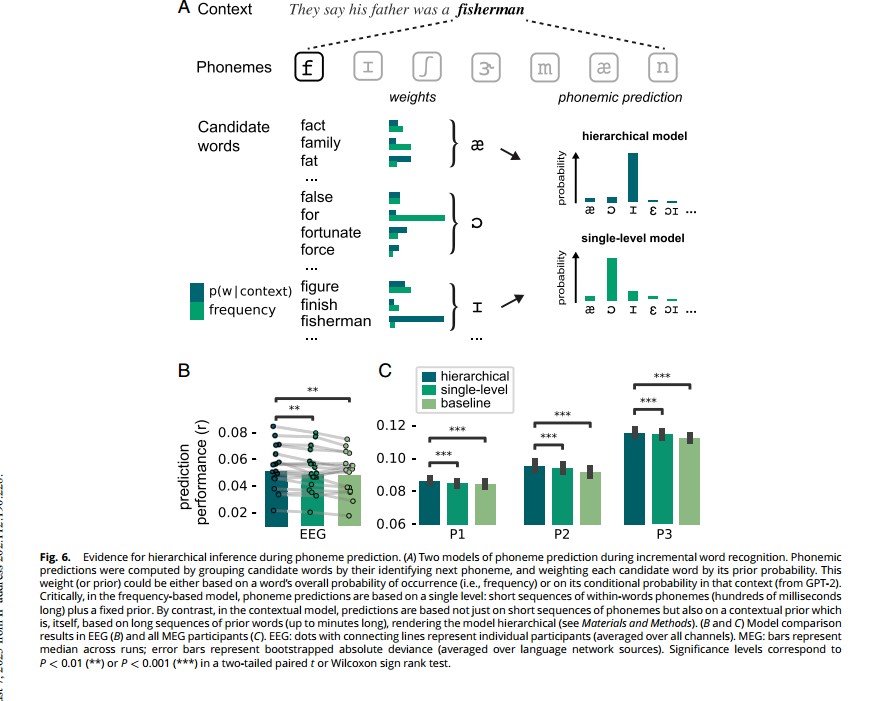 A Context They say his father was a fisherman
Phonemes f ɪ ʃ ɝ m æ n
weights phonemic prediction
Candidate words
fact
family
fat
...
æ
false
for
fortunate
force
...
ɔ
figure
finish
fisherman
...
ɪ
...
p(w|context)
frequency
hierarchical model
probability
æ ɔ ɪ ɛ ɔɪ ...
single-level model
probability
æ ɔ ɪ ɛ ɔɪ ...
B
** 
**
prediction performance (r)
0.08
0.06
0.04
0.02
EEG
C
hierarchical
single-level
baseline
0.12
0.10
0.08
0.06
***
***
P1
***
***
P2
***
***
P3
Fig. 6. Evidence for hierarchical inference during phoneme prediction. (A) Two models of phoneme prediction during incremental word recognition. Phonemic
predictions were computed by grouping candidate words by their identifying next phoneme, and weighting each candidate word by its prior probability. This
weight (or prior) could be either based on a word's overall probability of occurrence (i.e., frequency) or on its conditional probability in that context (from GPT-2).
Critically, in the frequency-based model, phoneme predictions are based on a single level: short sequences of within-words phonemes (hundreds of milliseconds
long) plus a fixed prior. By contrast, in the contextual model, predictions are based not just on short sequences of phonemes but also on a contextual prior which
is, itself, based on long sequences of prior words (up to minutes long), rendering the model hierarchical (see Materials and Methods). (B and C) Model comparison
results in EEG (B) and all MEG participants (C). EEG: dots with connecting lines represent individual participants (averaged over all channels). MEG: bars represent
median across runs; error bars represent bootstrapped absolute deviance (averaged over language network sources). Significance levels correspond to
P < 0.01 (**) or P < 0.001 (***) in a two-tailed paired t or Wilcoxon sign rank test.